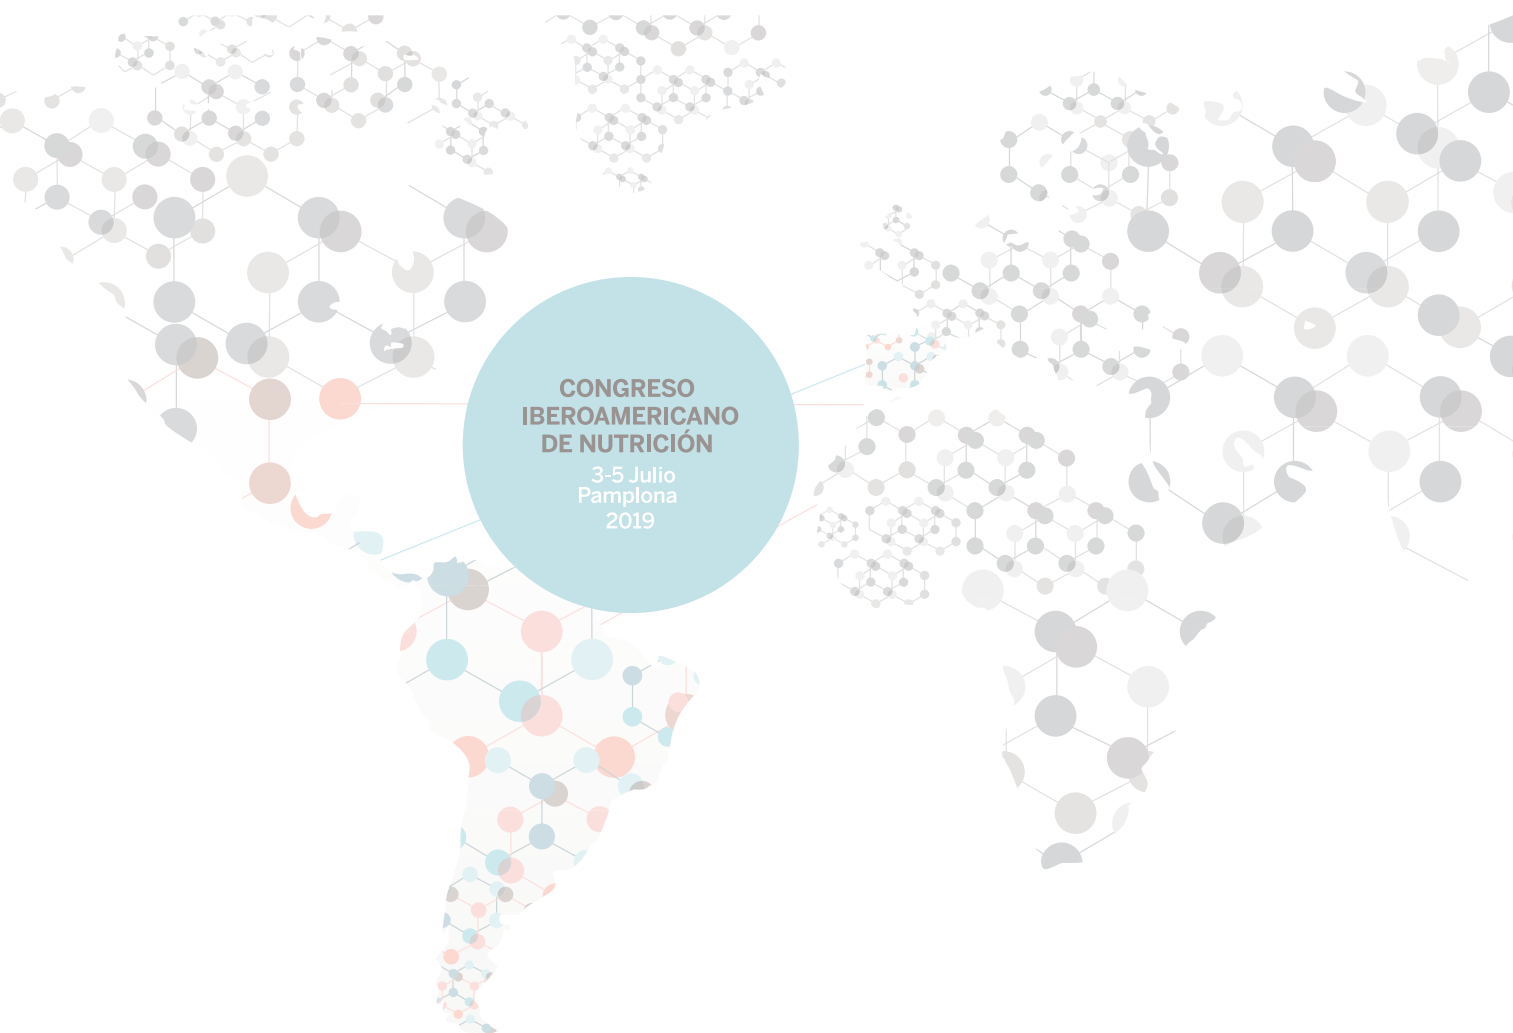 CONGRESO
IBEROAMERICANO
DE NUTRICIÓN
3-5 Julio
Pamplona
2019